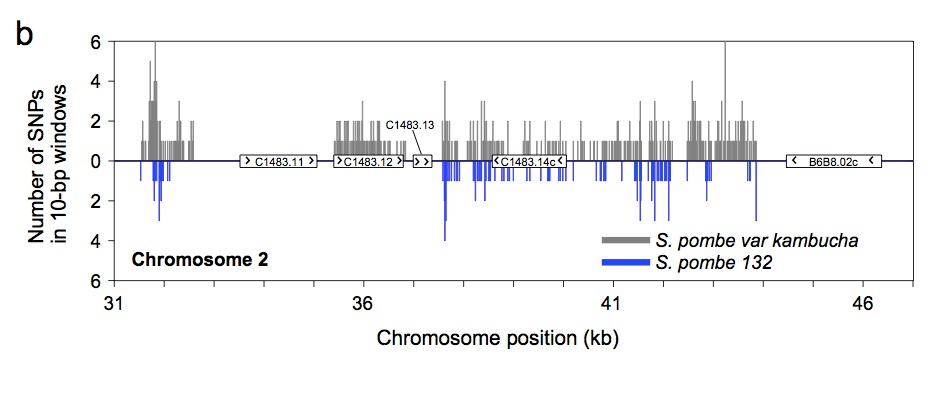 b
Number of SNPs
in 10-bp windows
6
4
2
0
2
4
6
C1483.13
C1483.11
C1483.12
C1483.14c
B6B8.02c
Chromosome 2
S. pombe var kambucha
S. pombe 132
31
36
41
46
Chromosome position (kb)